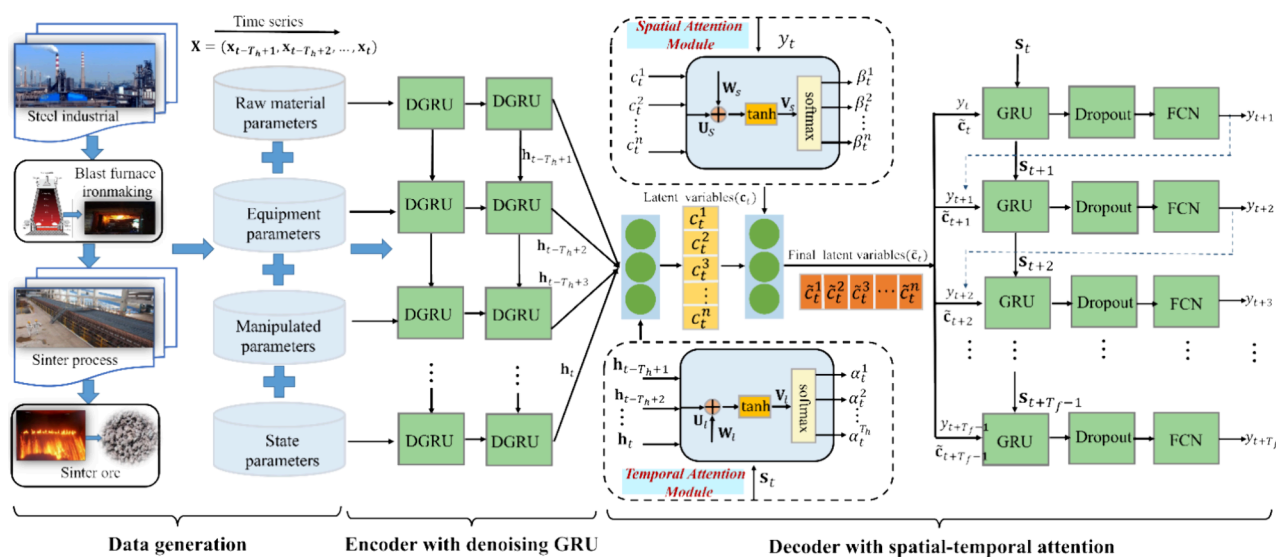 Time series
X = (x_{t-T_h+1}, x_{t-T_h+2}, ..., x_t)
Steel industrial
Blast furnace
ironmaking
Sinter process
Sinter ore
Raw material
parameters
Equipment
parameters
Manipulated
parameters
State
parameters
Data generation
DGRU DGRU
h_{t-T_h+1}
DGRU DGRU
h_{t-T_h+2}
h_{t-T_h+3}
DGRU DGRU
⋮ ⋮
h_t
DGRU DGRU
Encoder with denoising GRU
Spatial Attention
Module
y_t
c_t^1
c_t^2
⋮
c_t^n
W_s
U_S
tanh
V_s
softmax
β_t^1
β_t^2
⋮
β_t^n
Latent variables(c_t)
c_t^1
c_t^2
c_t^3
⋮
c_t^n
Final latent variables(c̃_t)
c̃_t^1 c̃_t^2 c̃_t^3 ⋯ c̃_t^n
h_{t-T_h+1}
h_{t-T_h+2}
⋮
h_t
U_l
W_l
tanh
V_l
softmax
α_t^1
α_t^2
⋮
α_t^{T_h}
Temporal Attention
Module
s_t
s_t
y_t
c̃_t
GRU Dropout FCN y_{t+1}
s_{t+1}
y_{t+1}
c̃_{t+1}
GRU Dropout FCN y_{t+2}
s_{t+2}
y_{t+2}
c̃_{t+2}
GRU Dropout FCN y_{t+3}
⋮ ⋮ ⋮ ⋮ ⋮
s_{t+T_f-1}
y_{t+T_f-1}
c̃_{t+T_f-1}
GRU Dropout FCN y_{t+T_f}
Decoder with spatial-temporal attention